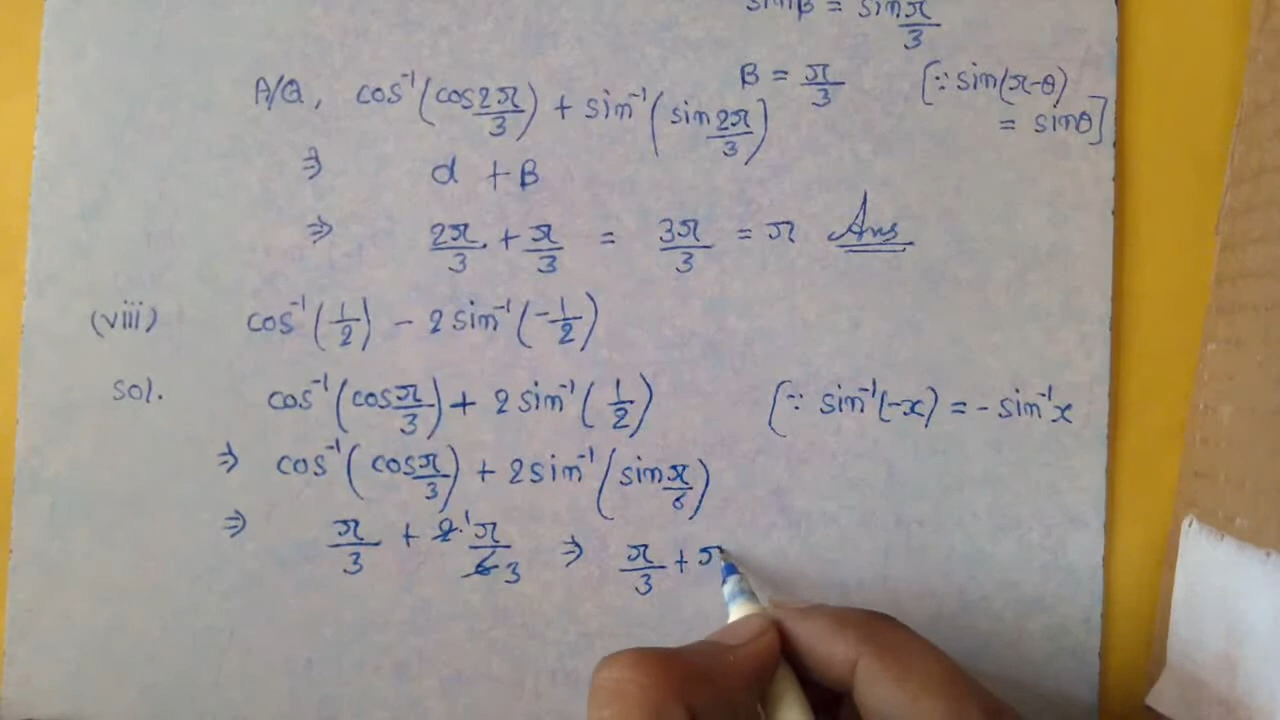 sinβ = sin π/3
β = π/3 [∵ sin(π-θ) = sinθ]
A/Q, cos⁻¹(cos 2π/3) + sin⁻¹(sin 2π/3)
⇒ α + β
⇒ 2π/3 + π/3 = 3π/3 = π Ans
(viii) cos⁻¹(1/2) - 2 sin⁻¹(-1/2)
sol. cos⁻¹(cos π/3) + 2 sin⁻¹(1/2) [∵ sin⁻¹(-x) = - sin⁻¹x
⇒ cos⁻¹(cos π/3) + 2 sin⁻¹(sin π/6)
⇒ π/3 + 2·¹ π/6 3 ⇒ π/3 + π